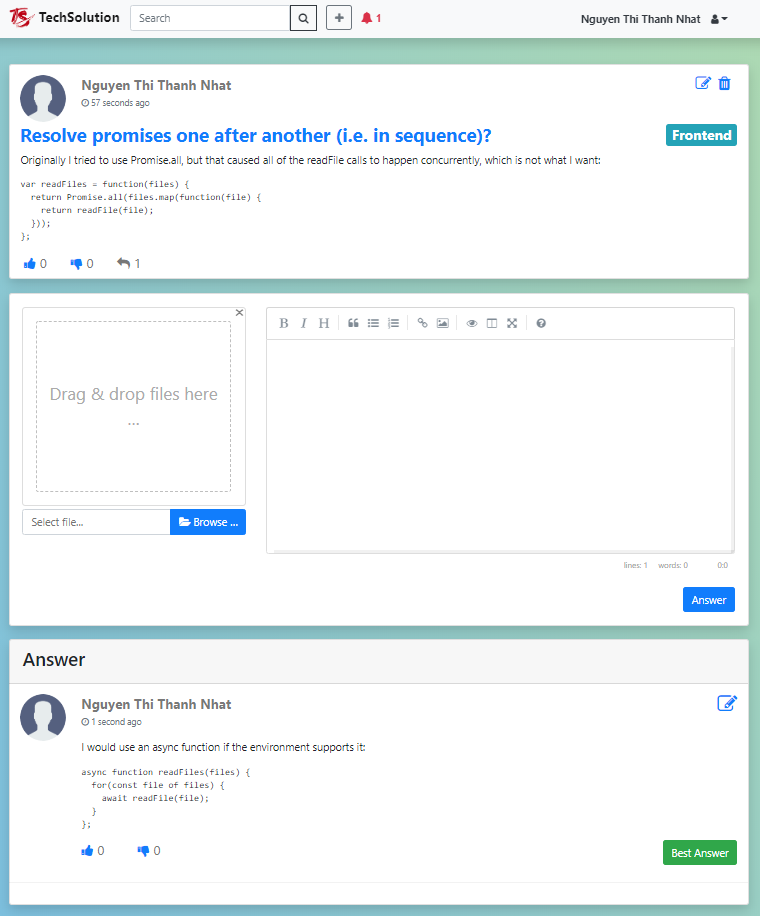 TS TechSolution Search 1 Nguyen Thi Thanh Nhat
Nguyen Thi Thanh Nhat
57 seconds ago
Resolve promises one after another (i.e. in sequence)? Frontend
Originally I tried to use Promise.all, but that caused all of the readFile calls to happen concurrently, which is not what I want:
var readFiles = function(files) {
  return Promise.all(files.map(function(file) {
    return readFile(file);
  }));
};
0 0 1
Drag & drop files here
...
Select file... Browse ...
B I H
lines: 1 words: 0 0:0
Answer
Answer
Nguyen Thi Thanh Nhat
1 second ago
I would use an async function if the environment supports it:
async function readFiles(files) {
  for(const file of files) {
    await readFile(file);
  }
};
0 0 Best Answer